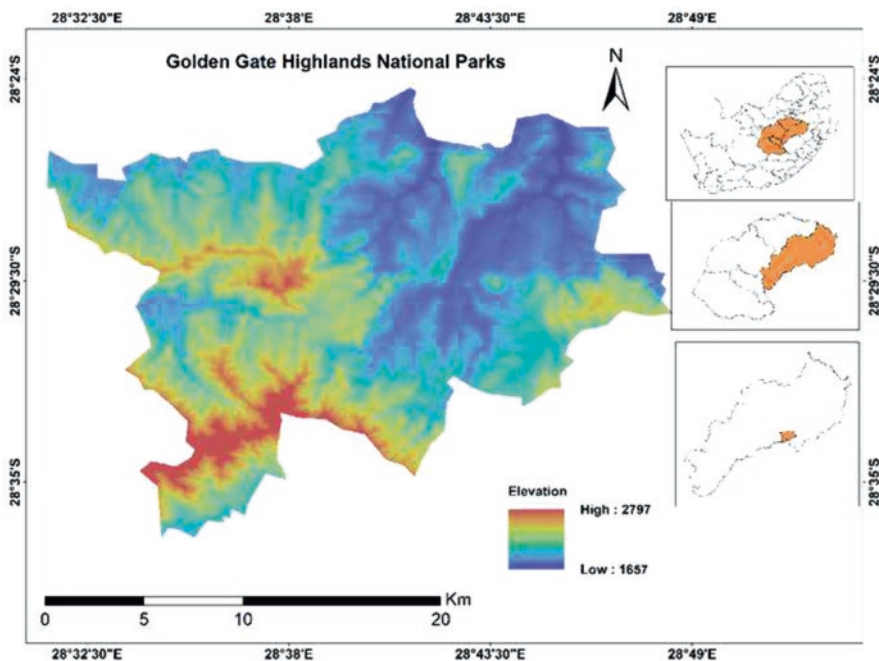 28°32'30"E 28°38'E 28°43'30"E 28°49'E
Golden Gate Highlands National Parks
N
28°24'S 28°24'S
28°29'30"S 28°29'30"S
28°35'S 28°35'S
Elevation
High : 2797
Low : 1657
Km
0 5 10 20
28°32'30"E 28°38'E 28°43'30"E 28°49'E